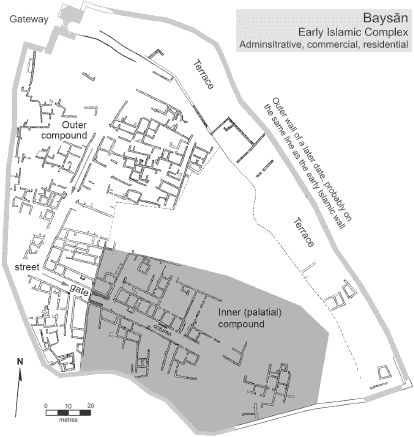 Gateway
Baysān
Early Islamic Complex
Adminsitrative, commercial, residential
Terrace
Outer
compound
Outer wall of a later date, probably on
the same line as the early Islamic wall
Terrace
street
gate
Inner (palatial)
compound
N
0 10 20
metres